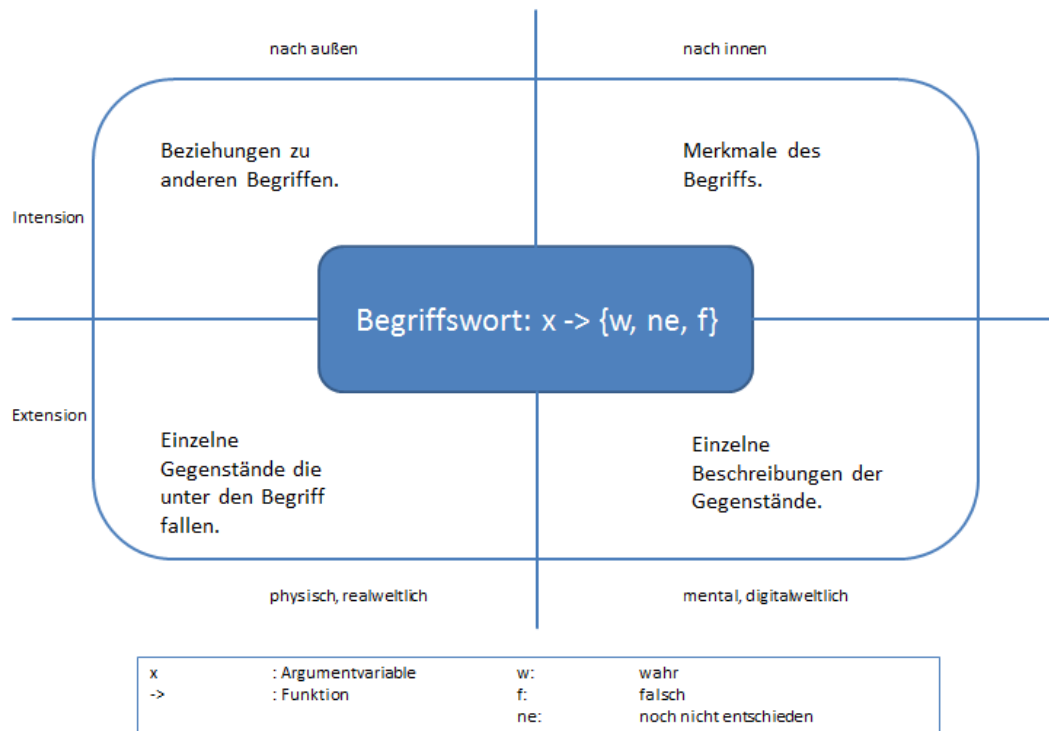 nach außen
nach innen
Beziehungen zu
anderen Begriffen.
Merkmale des
Begriffs.
Intension
Begriffswort: x -> {w, ne, f}
Extension
Einzelne
Gegenstände die
unter den Begriff
fallen.
Einzelne
Beschreibungen der
Gegenstände.
physisch, realweltlich
mental, digitalweltlich
x : Argumentvariable w: wahr
-> : Funktion f: falsch
ne: noch nicht entschieden